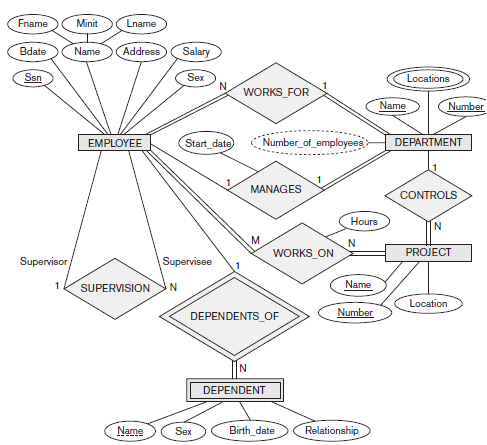 Fname Minit Lname
Bdate Name Address Salary
Ssn Sex
N WORKS_FOR 1
Locations
Name Number
EMPLOYEE
Start_date
Number_of_employees
DEPARTMENT
1 MANAGES 1
1
CONTROLS
N
Hours
M WORKS_ON N
PROJECT
Supervisor Supervisee
1 SUPERVISION N
1
Name
Number Location
DEPENDENTS_OF
N
DEPENDENT
Name Sex Birth_date Relationship